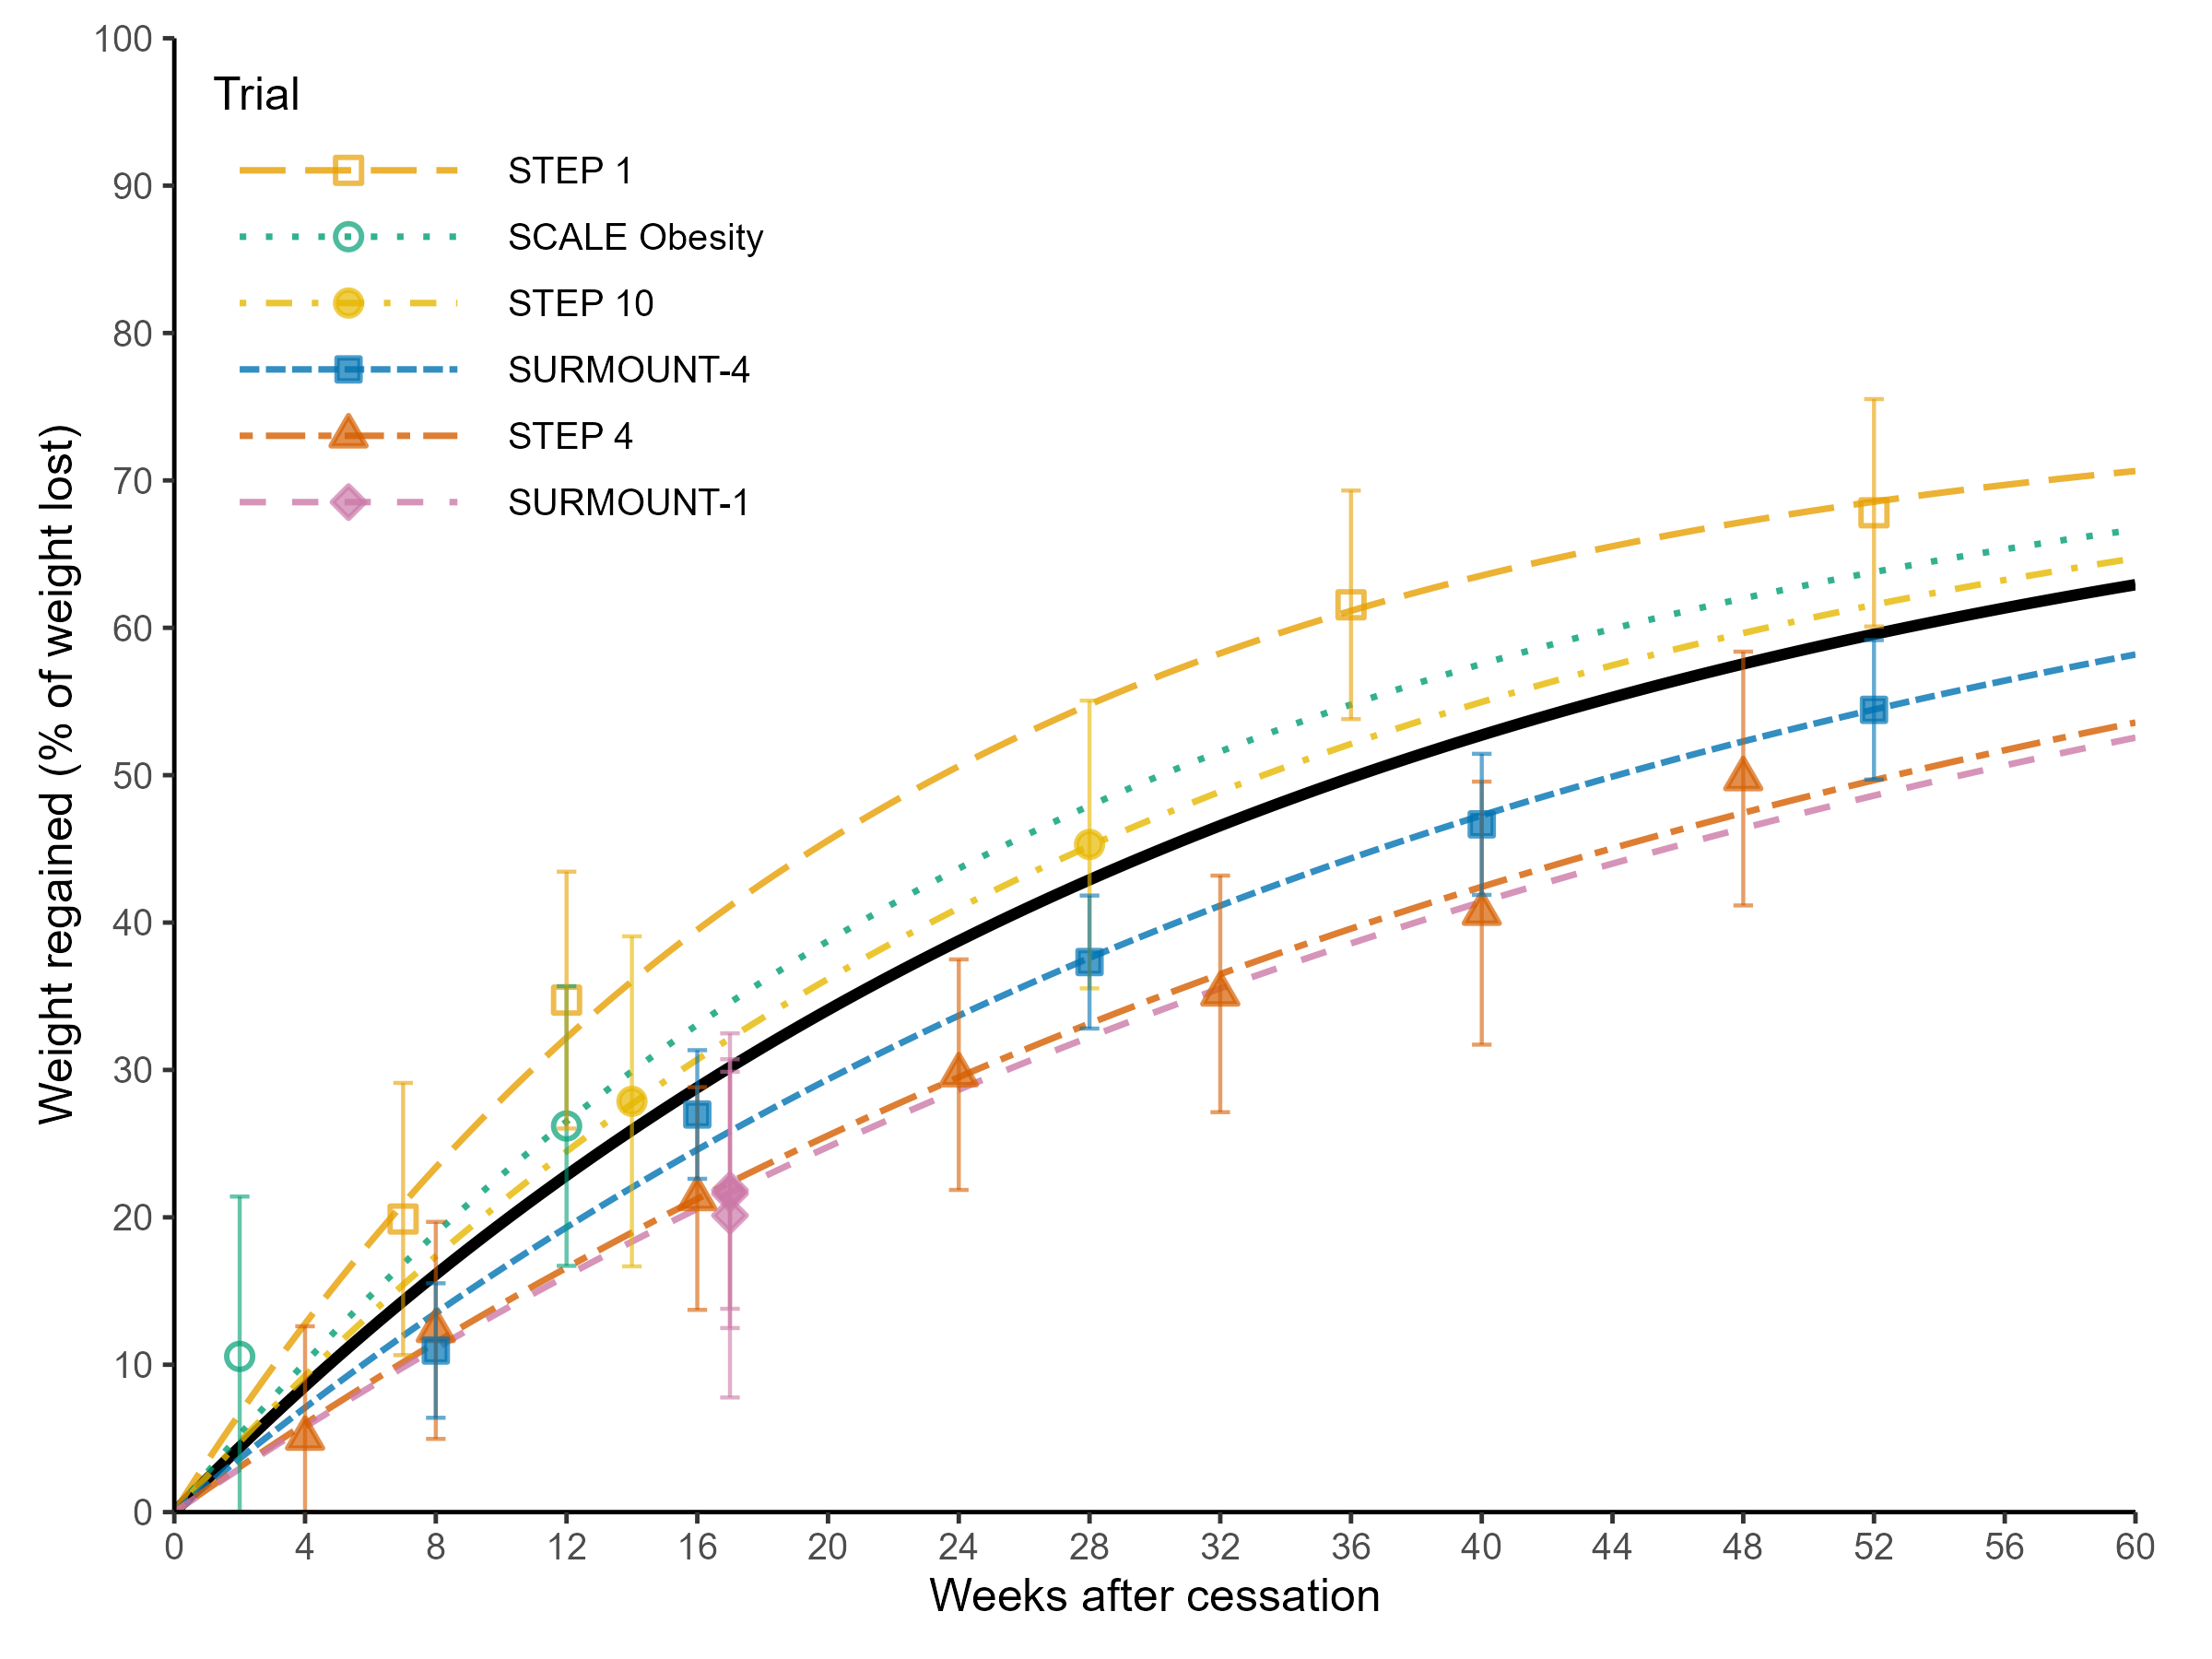 100
90
80
70
60
50
40
30
20
10
0
Weight regained (% of weight lost)
Trial
STEP 1
SCALE Obesity
STEP 10
SURMOUNT-4
STEP 4
SURMOUNT-1
0 4 8 12 16 20 24 28 32 36 40 44 48 52 56 60
Weeks after cessation